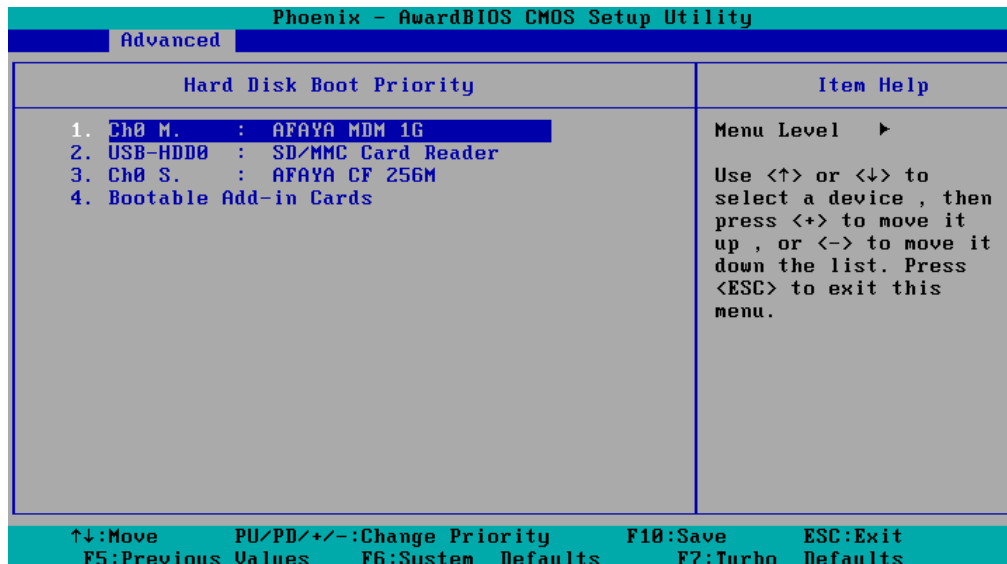 Phoenix - AwardBIOS CMOS Setup Utility
Advanced
Hard Disk Boot Priority
1. Ch0 M. : AFAYA MDM 1G
2. USB-HDD0 : SD/MMC Card Reader
3. Ch0 S. : AFAYA CF 256M
4. Bootable Add-in Cards
Item Help
Menu Level ►
Use <↑> or <↓> to
select a device , then
press <+> to move it
up , or <-> to move it
down the list. Press
<ESC> to exit this
menu.
↑↓:Move PU/PD/+/-:Change Priority F10:Save ESC:Exit
F5:Previous Values F6:System Defaults F7:Turbo Defaults